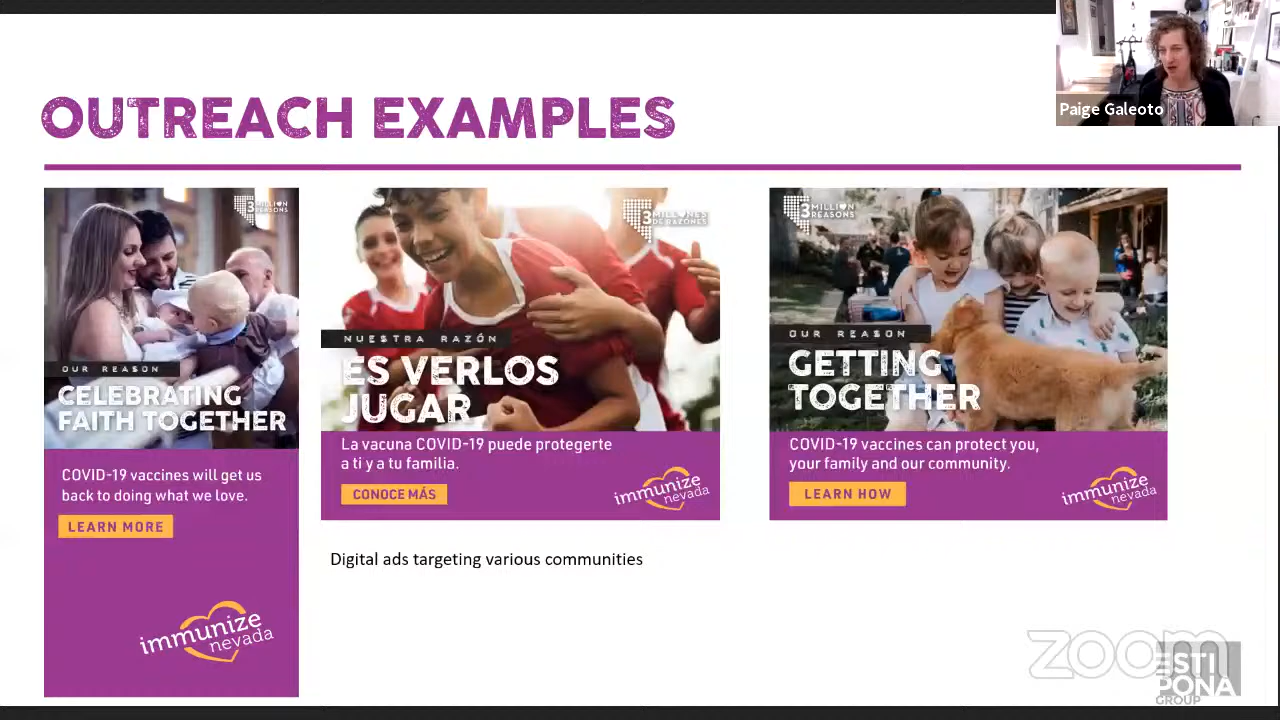 OUTREACH EXAMPLES
Paige Galeoto
3 MILLION
REASONS
OUR REASON
CELEBRATING
FAITH TOGETHER
COVID-19 vaccines will get us
back to doing what we love.
LEARN MORE
immunize
nevada
3 MILLONES
DE RAZONES
NUESTRA RAZÓN
ES VERLOS
JUGAR
La vacuna COVID-19 puede protegerte
a ti y a tu familia.
CONOCE MÁS
immunize
nevada
3 MILLION
REASONS
OUR REASON
GETTING
TOGETHER
COVID-19 vaccines can protect you,
your family and our community.
LEARN HOW
immunize
nevada
Digital ads targeting various communities
zoom
ESTI
PONA
GROUP